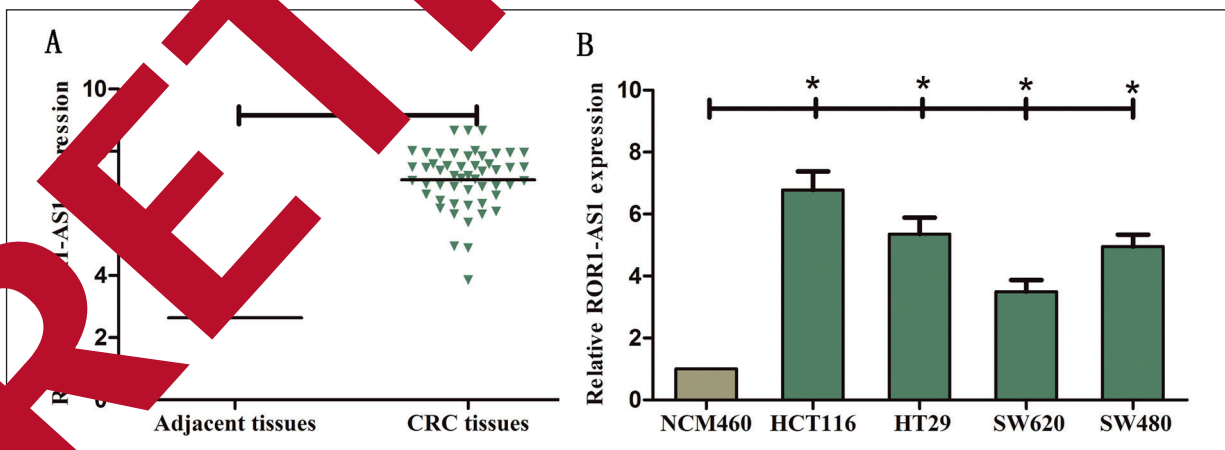 A
B
10
4
2
Adjacent tissues
CRC tissues
Relative ROR1-AS1 expression
10
8
6
4
2
0
*
*
*
*
NCM460
HCT116
HT29
SW620
SW480
RET